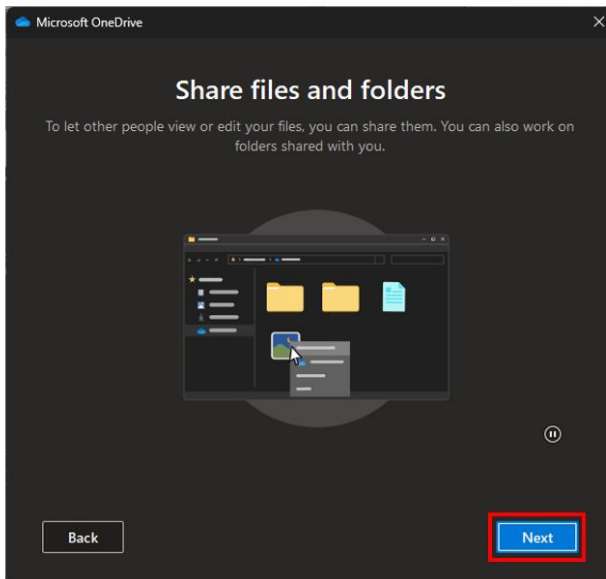 Microsoft OneDrive
Share files and folders
To let other people view or edit your files, you can share them. You can also work on
folders shared with you.
Back
Next